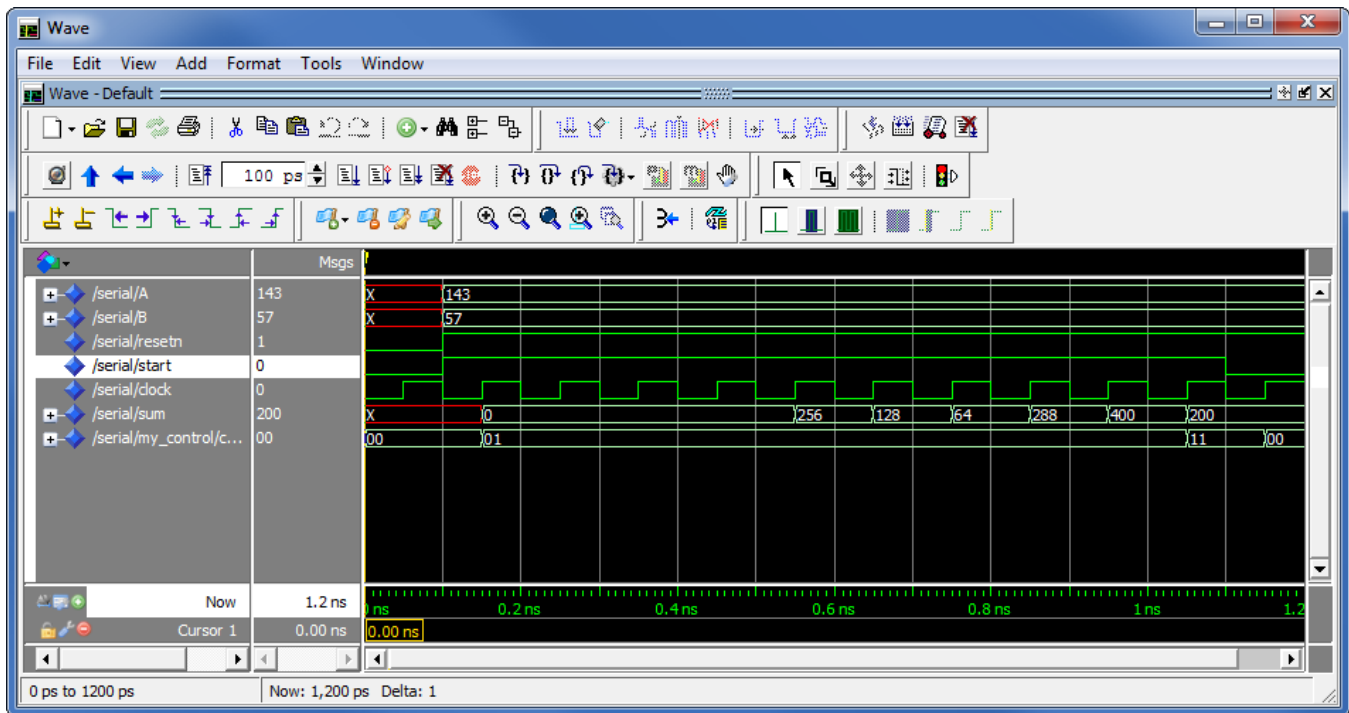 Wave
File Edit View Add Format Tools Window
Wave - Default
100 ps
Msgs
/serial/A 143 X 143
/serial/B 57 X 57
/serial/resetn 1
/serial/start 0
/serial/clock 0
/serial/sum 200 X 0 256 128 64 288 400 200
/serial/my_control/c... 00 00 01 11 00
Now 1.2 ns ns 0.2 ns 0.4 ns 0.6 ns 0.8 ns 1 ns 1.2
Cursor 1 0.00 ns 0.00 ns
0 ps to 1200 ps Now: 1,200 ps Delta: 1